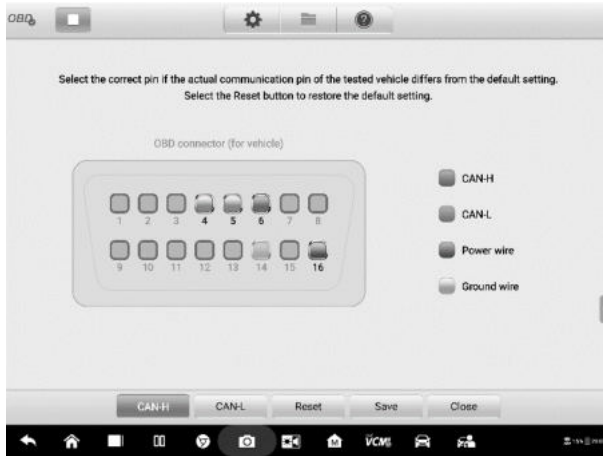 OBD
Select the correct pin if the actual communication pin of the tested vehicle differs from the default setting.
Select the Reset button to restore the default setting.
OBD connector (for vehicle)
CAN-H
CAN-L
Power wire
Ground wire
1 2 3 4 5 6 7 8
9 10 11 12 13 14 15 16
CAN-H CAN-L Reset Save Close
M VCMI